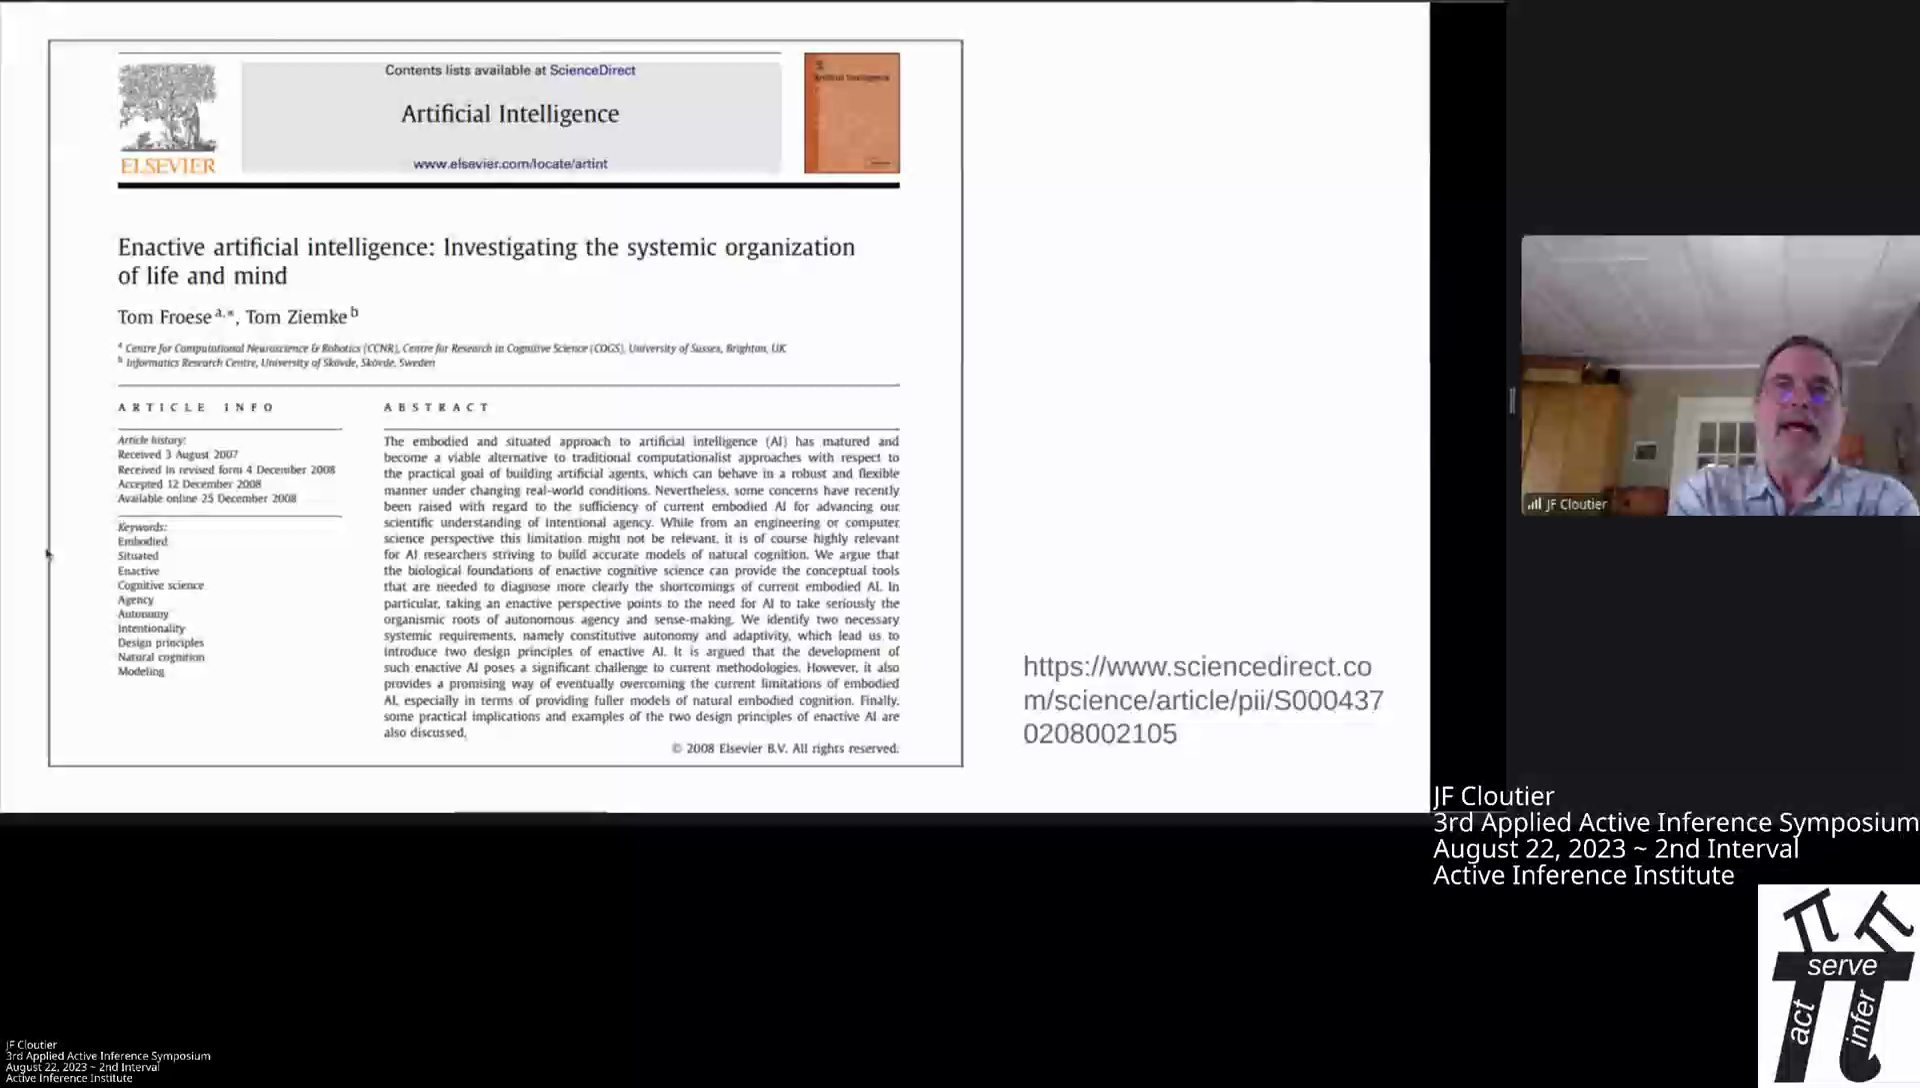 Contents lists available at ScienceDirect
Artificial Intelligence
www.elsevier.com/locate/artint
ELSEVIER
Artificial Intelligence
Enactive artificial intelligence: Investigating the systemic organization
of life and mind
Tom Froese a,*, Tom Ziemke b
a Centre for Computational Neuroscience & Robotics (CCNR), Centre for Research in Cognitive Science (COGS), University of Sussex, Brighton, UK
b Informatics Research Centre, University of Skövde, Skövde, Sweden
ARTICLE INFO
Article history:
Received 3 August 2007
Received in revised form 4 December 2008
Accepted 12 December 2008
Available online 25 December 2008
Keywords:
Embodied
Situated
Enactive
Cognitive science
Agency
Autonomy
Intentionality
Design principles
Natural cognition
Modeling
ABSTRACT
The embodied and situated approach to artificial intelligence (AI) has matured and
become a viable alternative to traditional computationalist approaches with respect to
the practical goal of building artificial agents, which can behave in a robust and flexible
manner under changing real-world conditions. Nevertheless, some concerns have recently
been raised with regard to the sufficiency of current embodied AI for advancing our
scientific understanding of intentional agency. While from an engineering or computer
science perspective this limitation might not be relevant, it is of course highly relevant
for AI researchers striving to build accurate models of natural cognition. We argue that
the biological foundations of enactive cognitive science can provide the conceptual tools
that are needed to diagnose more clearly the shortcomings of current embodied AI. In
particular, taking an enactive perspective points to the need for AI to take seriously the
organismic roots of autonomous agency and sense-making. We identify two necessary
systemic requirements, namely constitutive autonomy and adaptivity, which lead us to
introduce two design principles of enactive AI. It is argued that the development of
such enactive AI poses a significant challenge to current methodologies. However, it also
provides a promising way of eventually overcoming the current limitations of embodied
AI, especially in terms of providing fuller models of natural embodied cognition. Finally,
some practical implications and examples of the two design principles of enactive AI are
also discussed.
© 2008 Elsevier B.V. All rights reserved.
https://www.sciencedirect.co
m/science/article/pii/S000437
0208002105
JF Cloutier
JF Cloutier
3rd Applied Active Inference Symposium
August 22, 2023 ~ 2nd Interval
Active Inference Institute
serve
act
infer
JF Cloutier
3rd Applied Active Inference Symposium
August 22, 2023 ~ 2nd Interval
Active Inference Institute